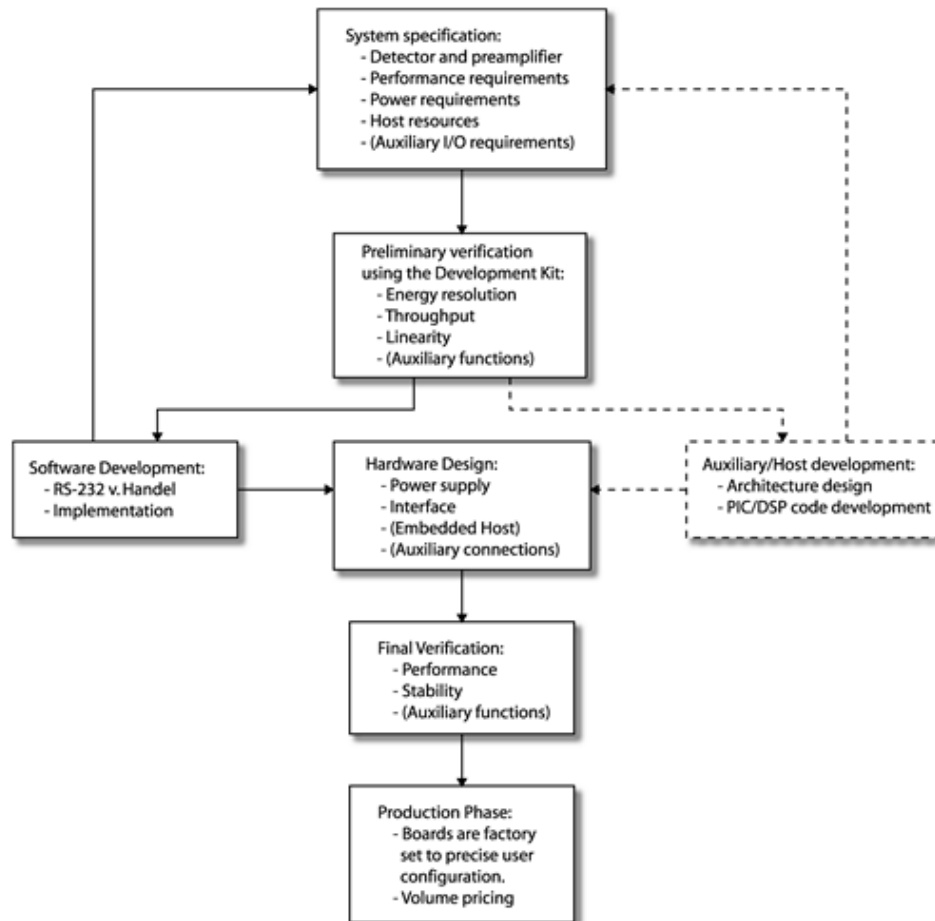 System specification:
- Detector and preamplifier
- Performance requirements
- Power requirements
- Host resources
- (Auxiliary I/O requirements)
Preliminary verification
using the Development Kit:
- Energy resolution
- Throughput
- Linearity
- (Auxiliary functions)
Software Development:
- RS-232 v. Handel
- Implementation
Hardware Design:
- Power supply
- Interface
- (Embedded Host)
- (Auxiliary connections)
Auxiliary/Host development:
- Architecture design
- PIC/DSP code development
Final Verification:
- Performance
- Stability
- (Auxiliary functions)
Production Phase:
- Boards are factory
set to precise user
configuration.
- Volume pricing